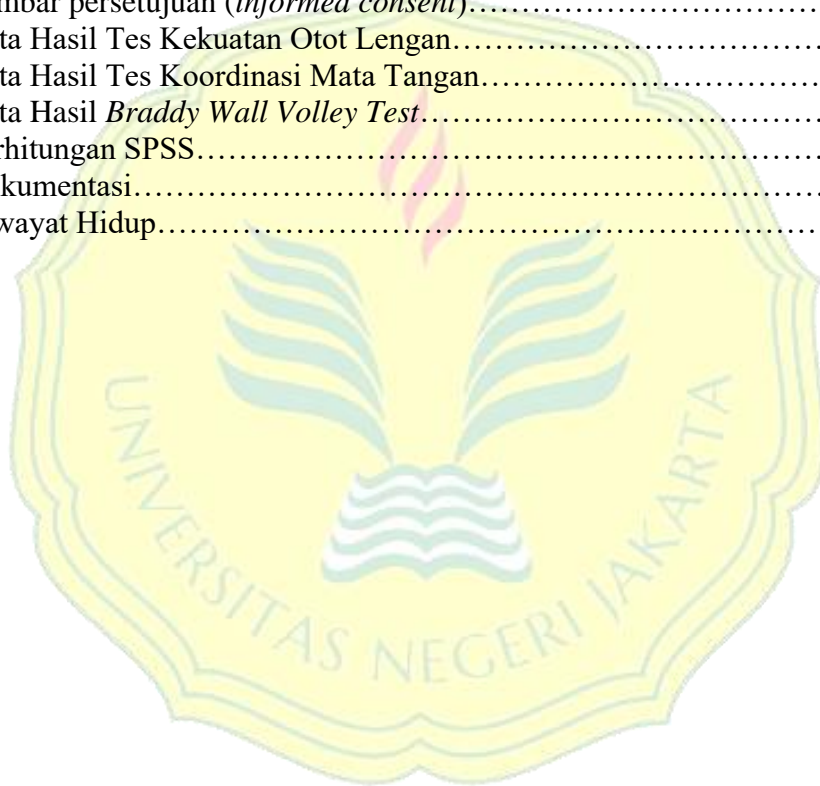 mbar persetujuan (informed consent)……………………………
ta Hasil Tes Kekuatan Otot Lengan……………………………
ta Hasil Tes Koordinasi Mata Tangan……………………………
ta Hasil Braddy Wall Volley Test……………………………
rhitungan SPSS……………………………………………
kumentasi……………………………………………………
wayat Hidup…………………………………………………
UNIVERSITAS NEGERI JAKARTA